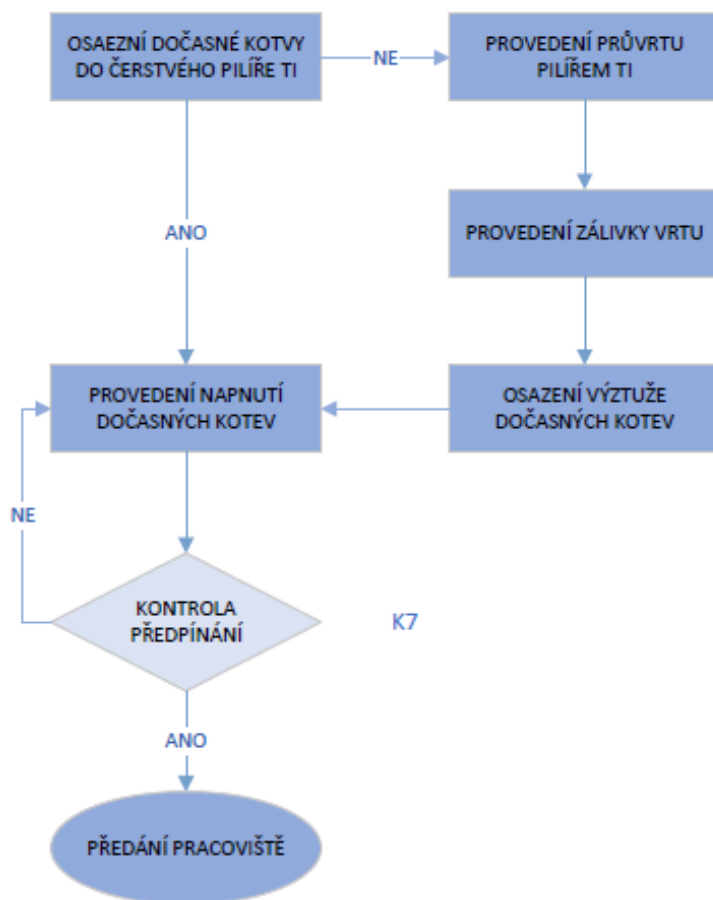 OSAEZNÍ DOČASNÉ KOTVY
DO ČERSTVÉHO PILÍŘE TI
NE
PROVEDENÍ PRŮVRTU
PILÍŘEM TI
ANO
PROVEDENÍ ZÁLIVKY VRTU
PROVEDENÍ NAPNUTÍ
DOČASNÝCH KOTEV
OSAZENÍ VÝZTUŽE
DOČASNÝCH KOTEV
NE
KONTROLA
PŘEDPÍNÁNÍ
K7
ANO
PŘEDÁNÍ PRACOVIŠTĚ